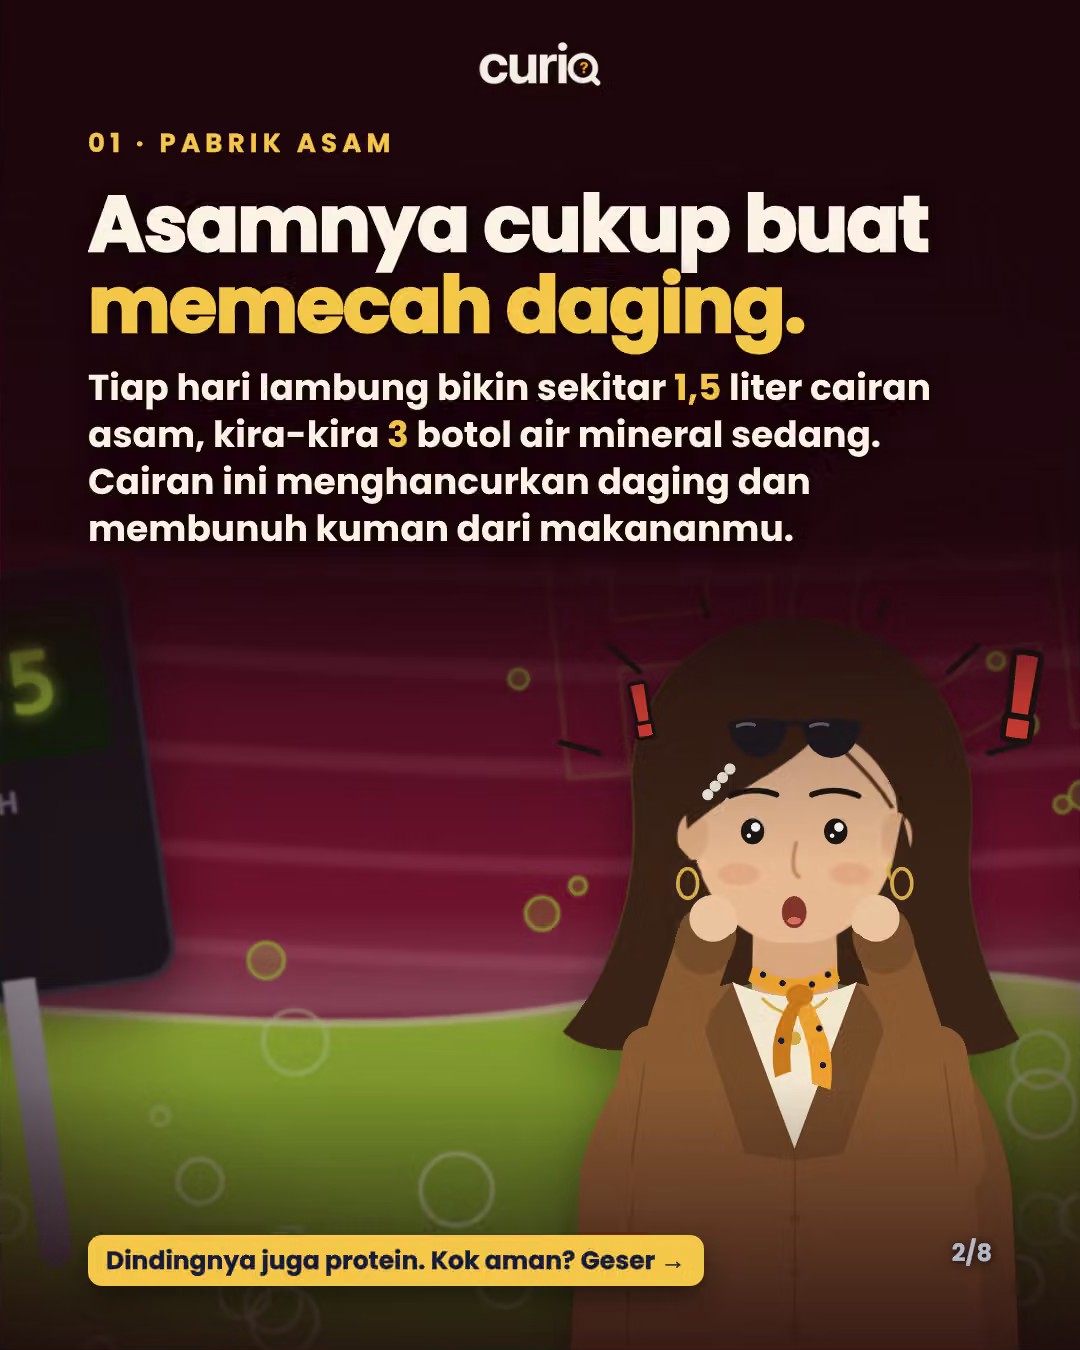 curio
01 · PABRIK ASAM
Asamnya cukup buat
memecah daging.
Tiap hari lambung bikin sekitar 1,5 liter cairan
asam, kira-kira 3 botol air mineral sedang.
Cairan ini menghancurkan daging dan
membunuh kuman dari makananmu.
5
H
Dindingnya juga protein. Kok aman? Geser →
2/8